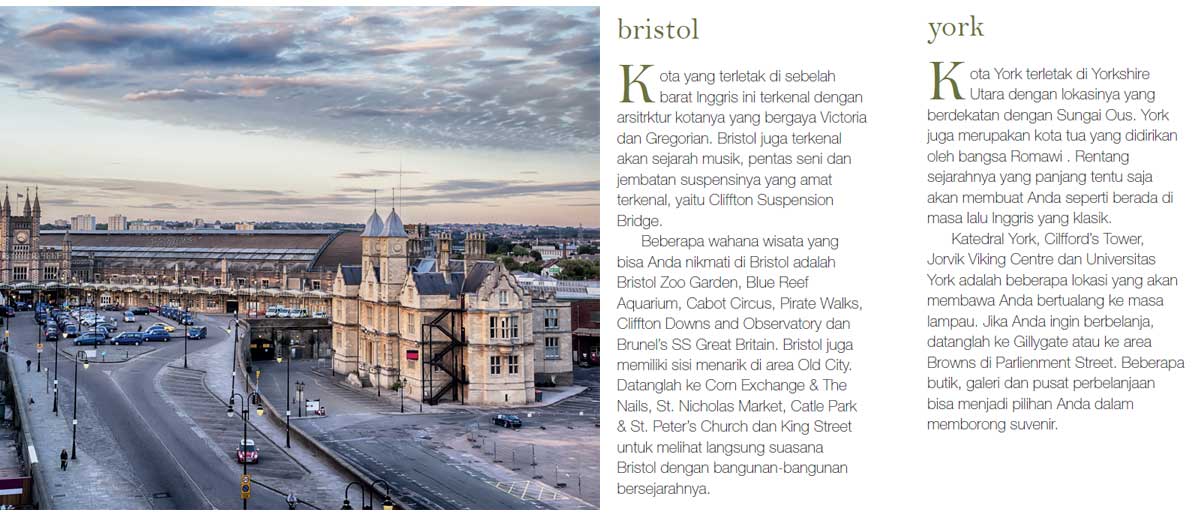 bristol
Kota yang terletak di sebelah
barat Inggris ini terkenal dengan
arsitrktur kotanya yang bergaya Victoria
dan Gregorian. Bristol juga terkenal
akan sejarah musik, pentas seni dan
jembatan suspensinya yang amat
terkenal, yaitu Cliffton Suspension
Bridge.
Beberapa wahana wisata yang
bisa Anda nikmati di Bristol adalah
Bristol Zoo Garden, Blue Reef
Aquarium, Cabot Circus, Pirate Walks,
Cliffton Downs and Observatory dan
Brunel’s SS Great Britain. Bristol juga
memiliki sisi menarik di area Old City.
Datanglah ke Corn Exchange & The
Nails, St. Nicholas Market, Catle Park
& St. Peter’s Church dan King Street
untuk melihat langsung suasana
Bristol dengan bangunan-bangunan
bersejarahnya.
york
Kota York terletak di Yorkshire
Utara dengan lokasinya yang
berdekatan dengan Sungai Ous. York
juga merupakan kota tua yang didirikan
oleh bangsa Romawi . Rentang
sejarahnya yang panjang tentu saja
akan membuat Anda seperti berada di
masa lalu Inggris yang klasik.
Katedral York, Cilfford’s Tower,
Jorvik Viking Centre dan Universitas
York adalah beberapa lokasi yang akan
membawa Anda bertualang ke masa
lampau. Jika Anda ingin berbelanja,
datanglah ke Gillygate atau ke area
Browns di Parlienment Street. Beberapa
butik, galeri dan pusat perbelanjaan
bisa menjadi pilihan Anda dalam
memborong suvenir.